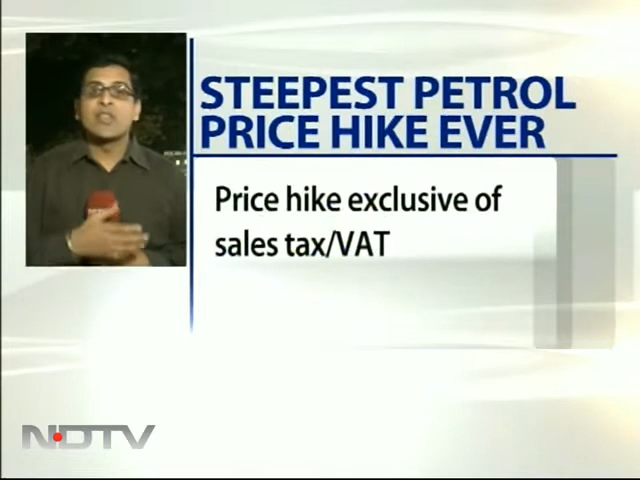 STEEPEST PETROL
PRICE HIKE EVER
Price hike exclusive of
sales tax/VAT
NDTV